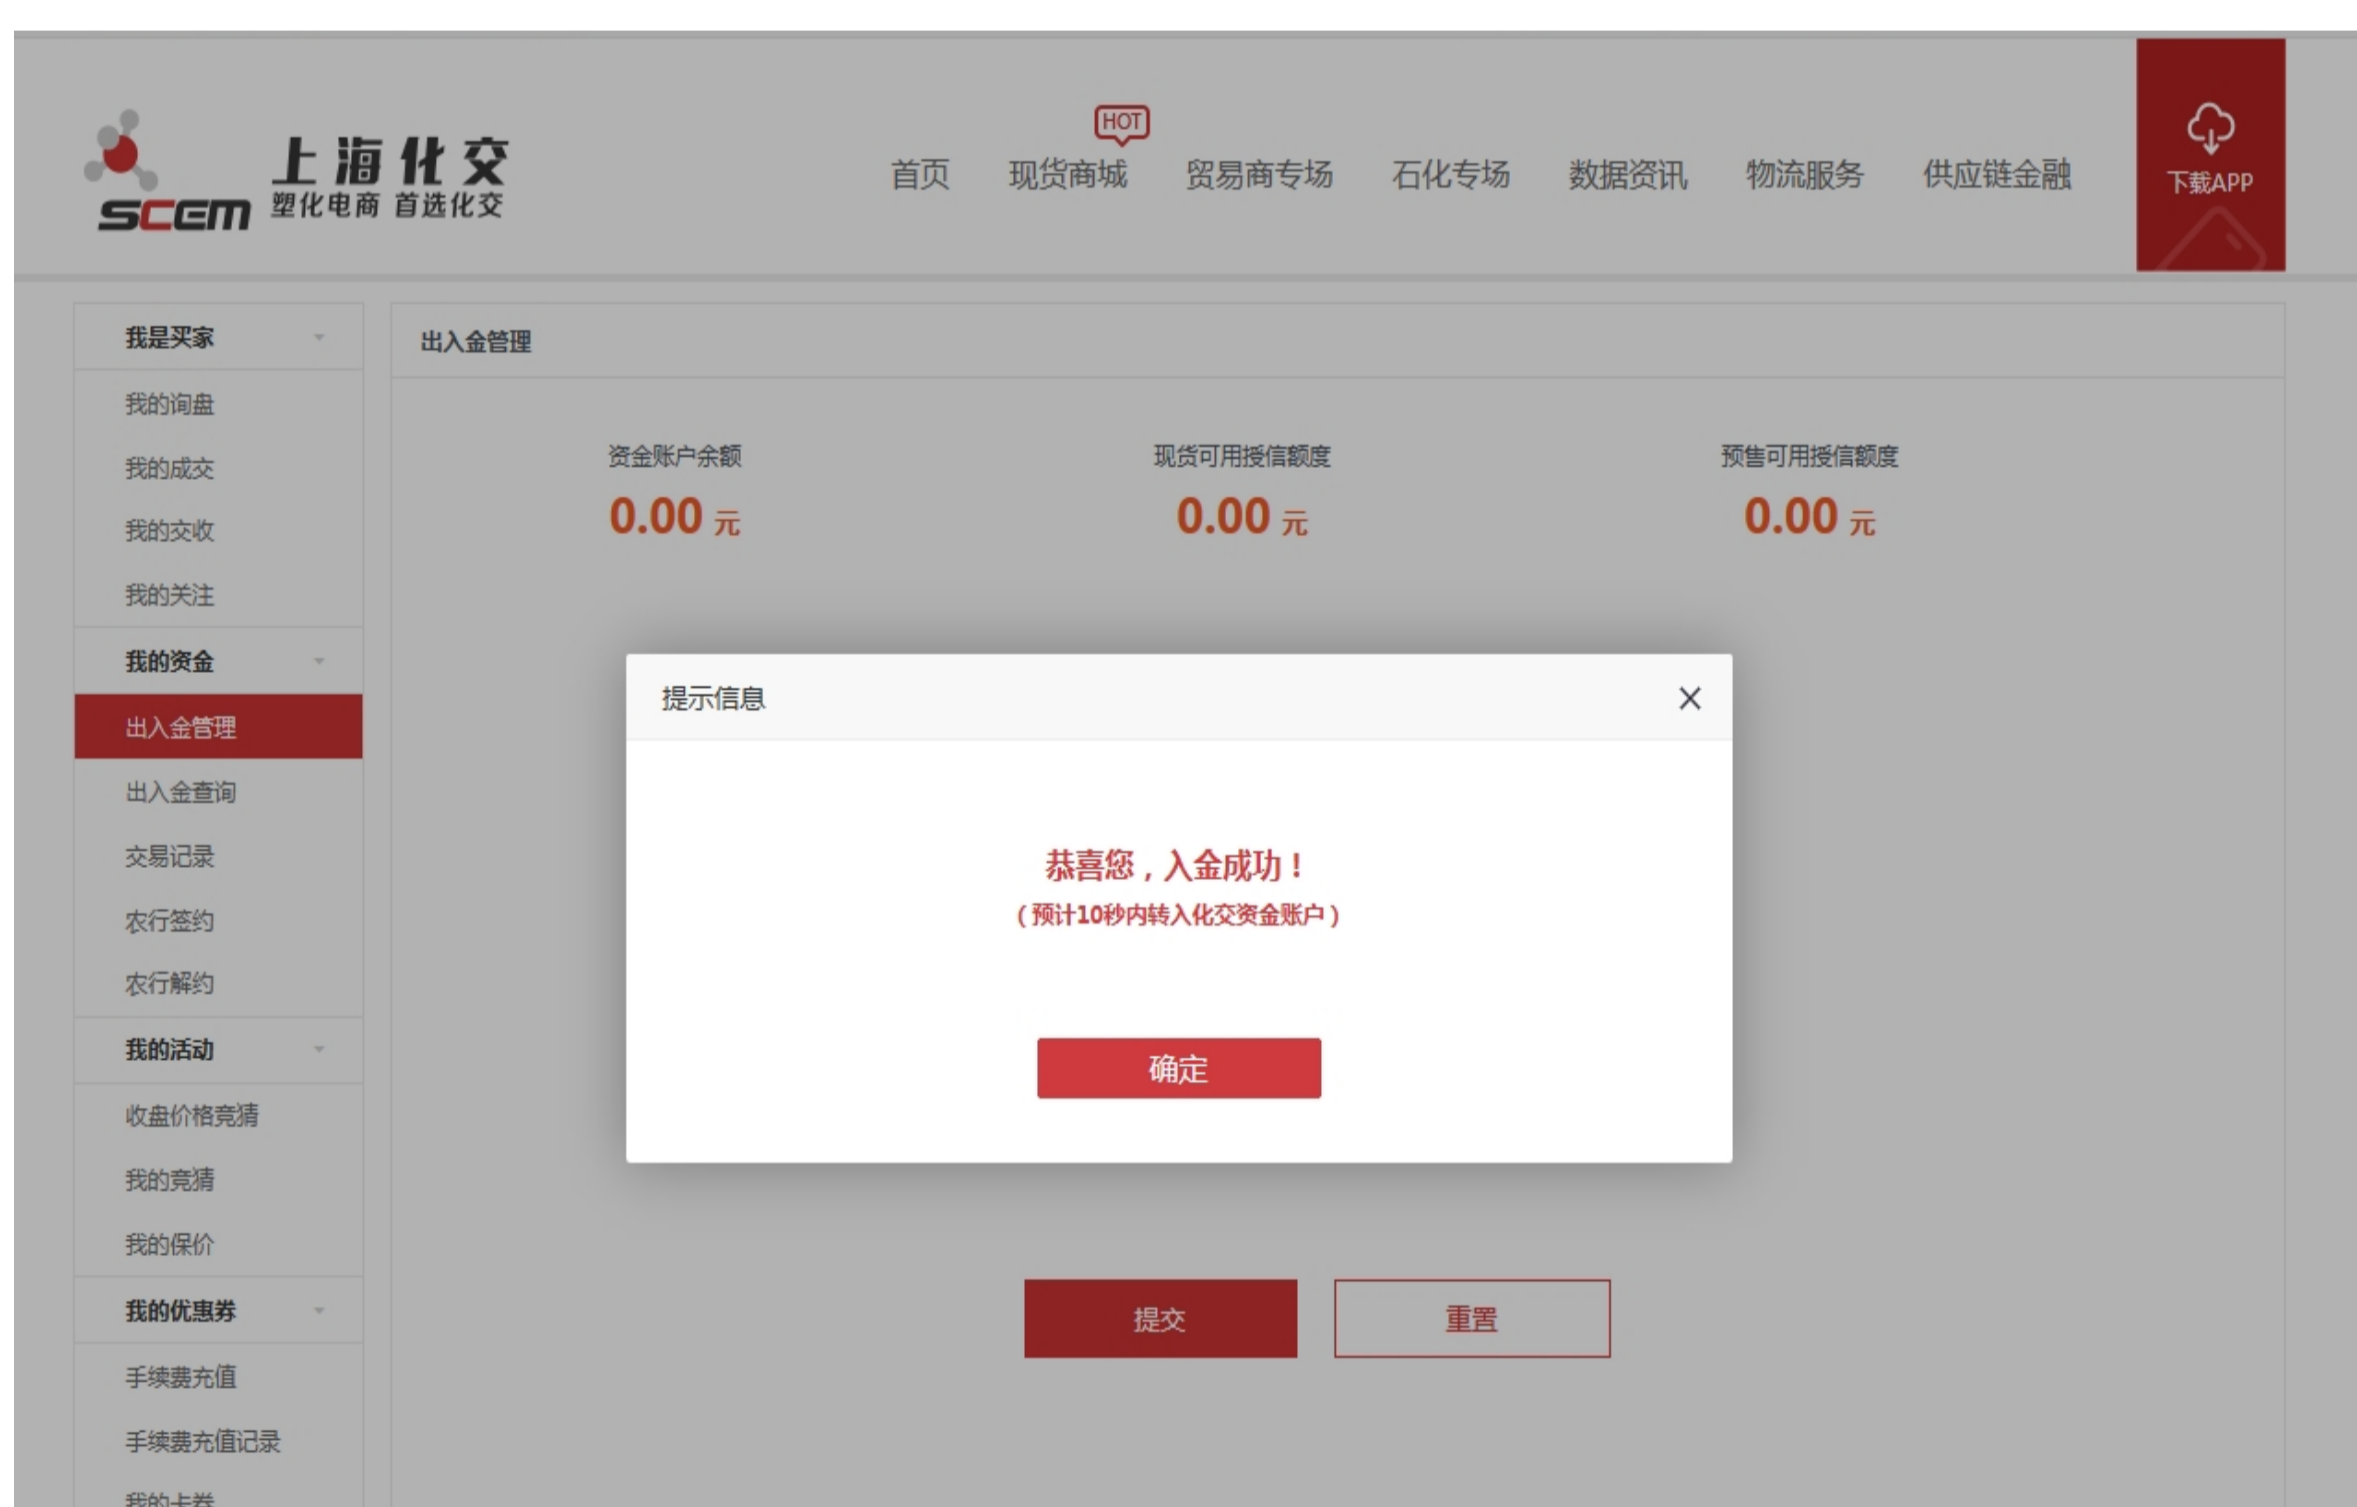 上海化交
塑化电商 首选化交
SCEM
首页
HOT
现货商城
贸易商专场
石化专场
数据资讯
物流服务
供应链金融
下载APP
我是买家
我的询盘
我的成交
我的交收
我的关注
我的资金
出入金管理
出入金查询
交易记录
农行签约
农行解约
我的活动
收盘价格竞猜
我的竞猜
我的保价
我的优惠券
手续费充值
手续费充值记录
我的卡券
出入金管理
资金账户余额
0.00 元
现货可用授信额度
0.00 元
预售可用授信额度
0.00 元
提示信息
恭喜您，入金成功！
（预计10秒内转入化交资金账户）
确定
提交
重置